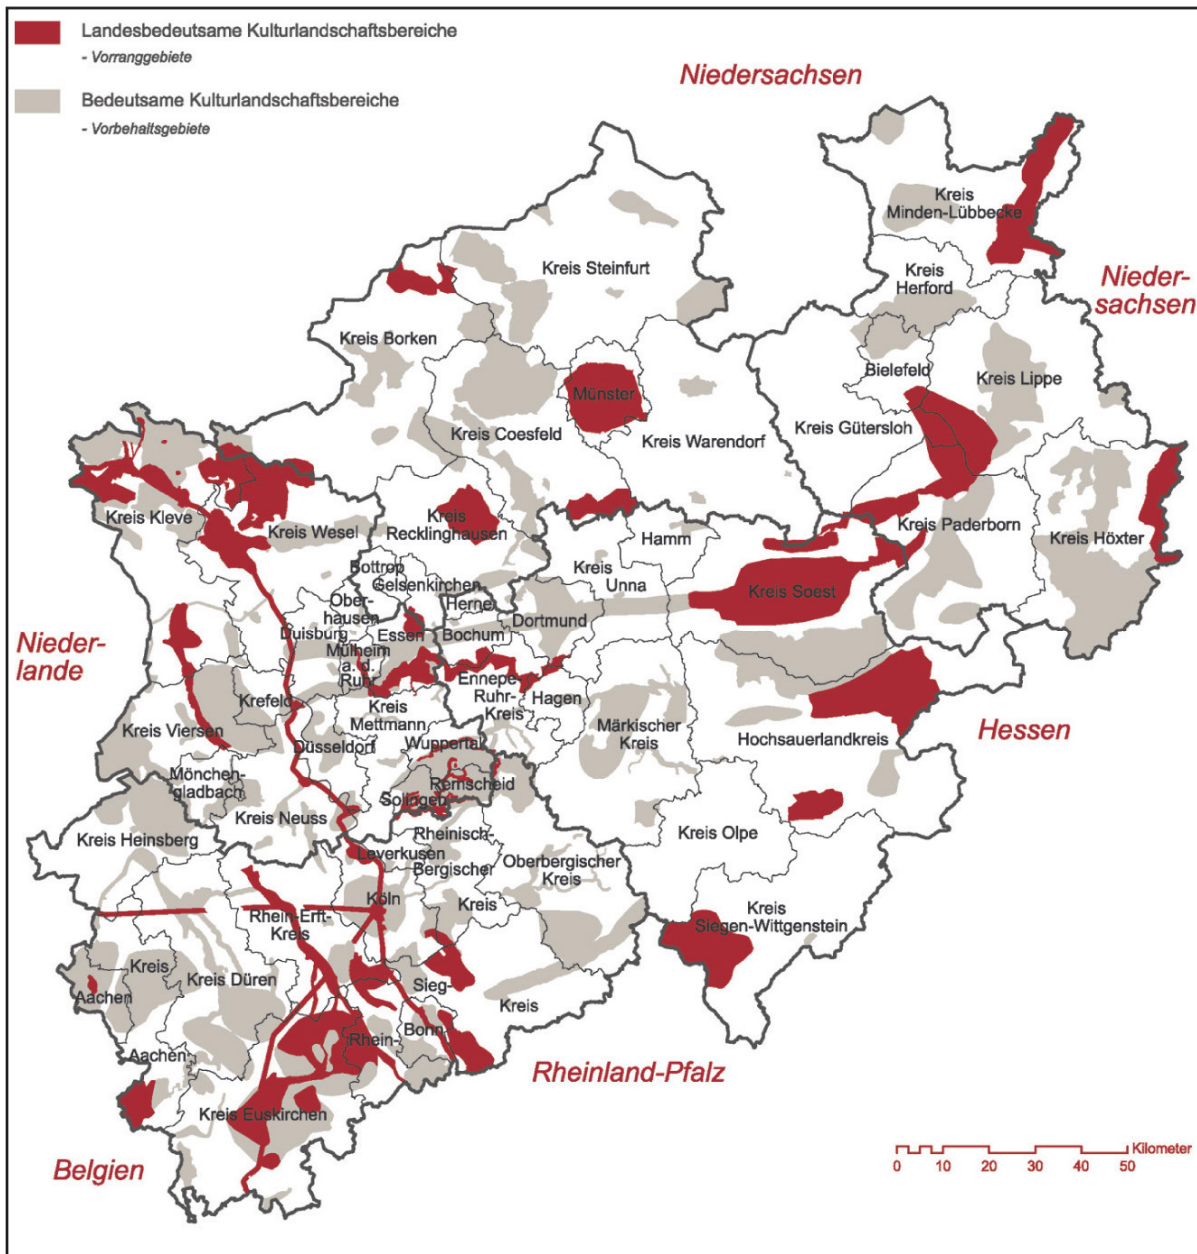 Landesbedeutsame Kulturlandschaftsbereiche
- Vorranggebiete
Bedeutsame Kulturlandschaftsbereiche
- Vorbehaltsgebiete
Niedersachsen
Kreis
Minden-Lübbecke
Kreis Steinfurt
Kreis
Herford
Nieder-
sachsen
Kreis Borken
Bielefeld
Kreis Lippe
Münster
Kreis Coesfeld
Kreis Warendorf
Kreis Gütersloh
Kreis Kleve
Kreis Wesel
Kreis
Recklinghausen
Hamm
Kreis Paderborn
Kreis Höxter
Bottrop
Gelsenkirchen
Kreis
Unna
Kreis Soest
Ober-
hausen
Herne
Dortmund
Duisburg
Essen
Bochum
Mülheim
a. d.
Ruhr
Nieder-
lande
Ennepe
Ruhr-
Kreis
Hagen
Krefeld
Kreis
Mettmann
Kreis Viersen
Düsseldorf
Wuppertal
Märkischer
Kreis
Hochsauerlandkreis
Hessen
Mönchen-
gladbach
Remscheid
Solingen
Kreis Neuss
Kreis Heinsberg
Rheinisch-
Bergischer
Kreis
Leverkusen
Oberbergischer
Kreis
Kreis Olpe
Köln
Rhein-Erft-
Kreis
Kreis
Siegen-Wittgenstein
Kreis
Aachen
Kreis Düren
Sieg-
Kreis
Aachen
Rhein-
Bonn
Rheinland-Pfalz
Kreis Euskirchen
Belgien
Kilometer
0 10 20 30 40 50